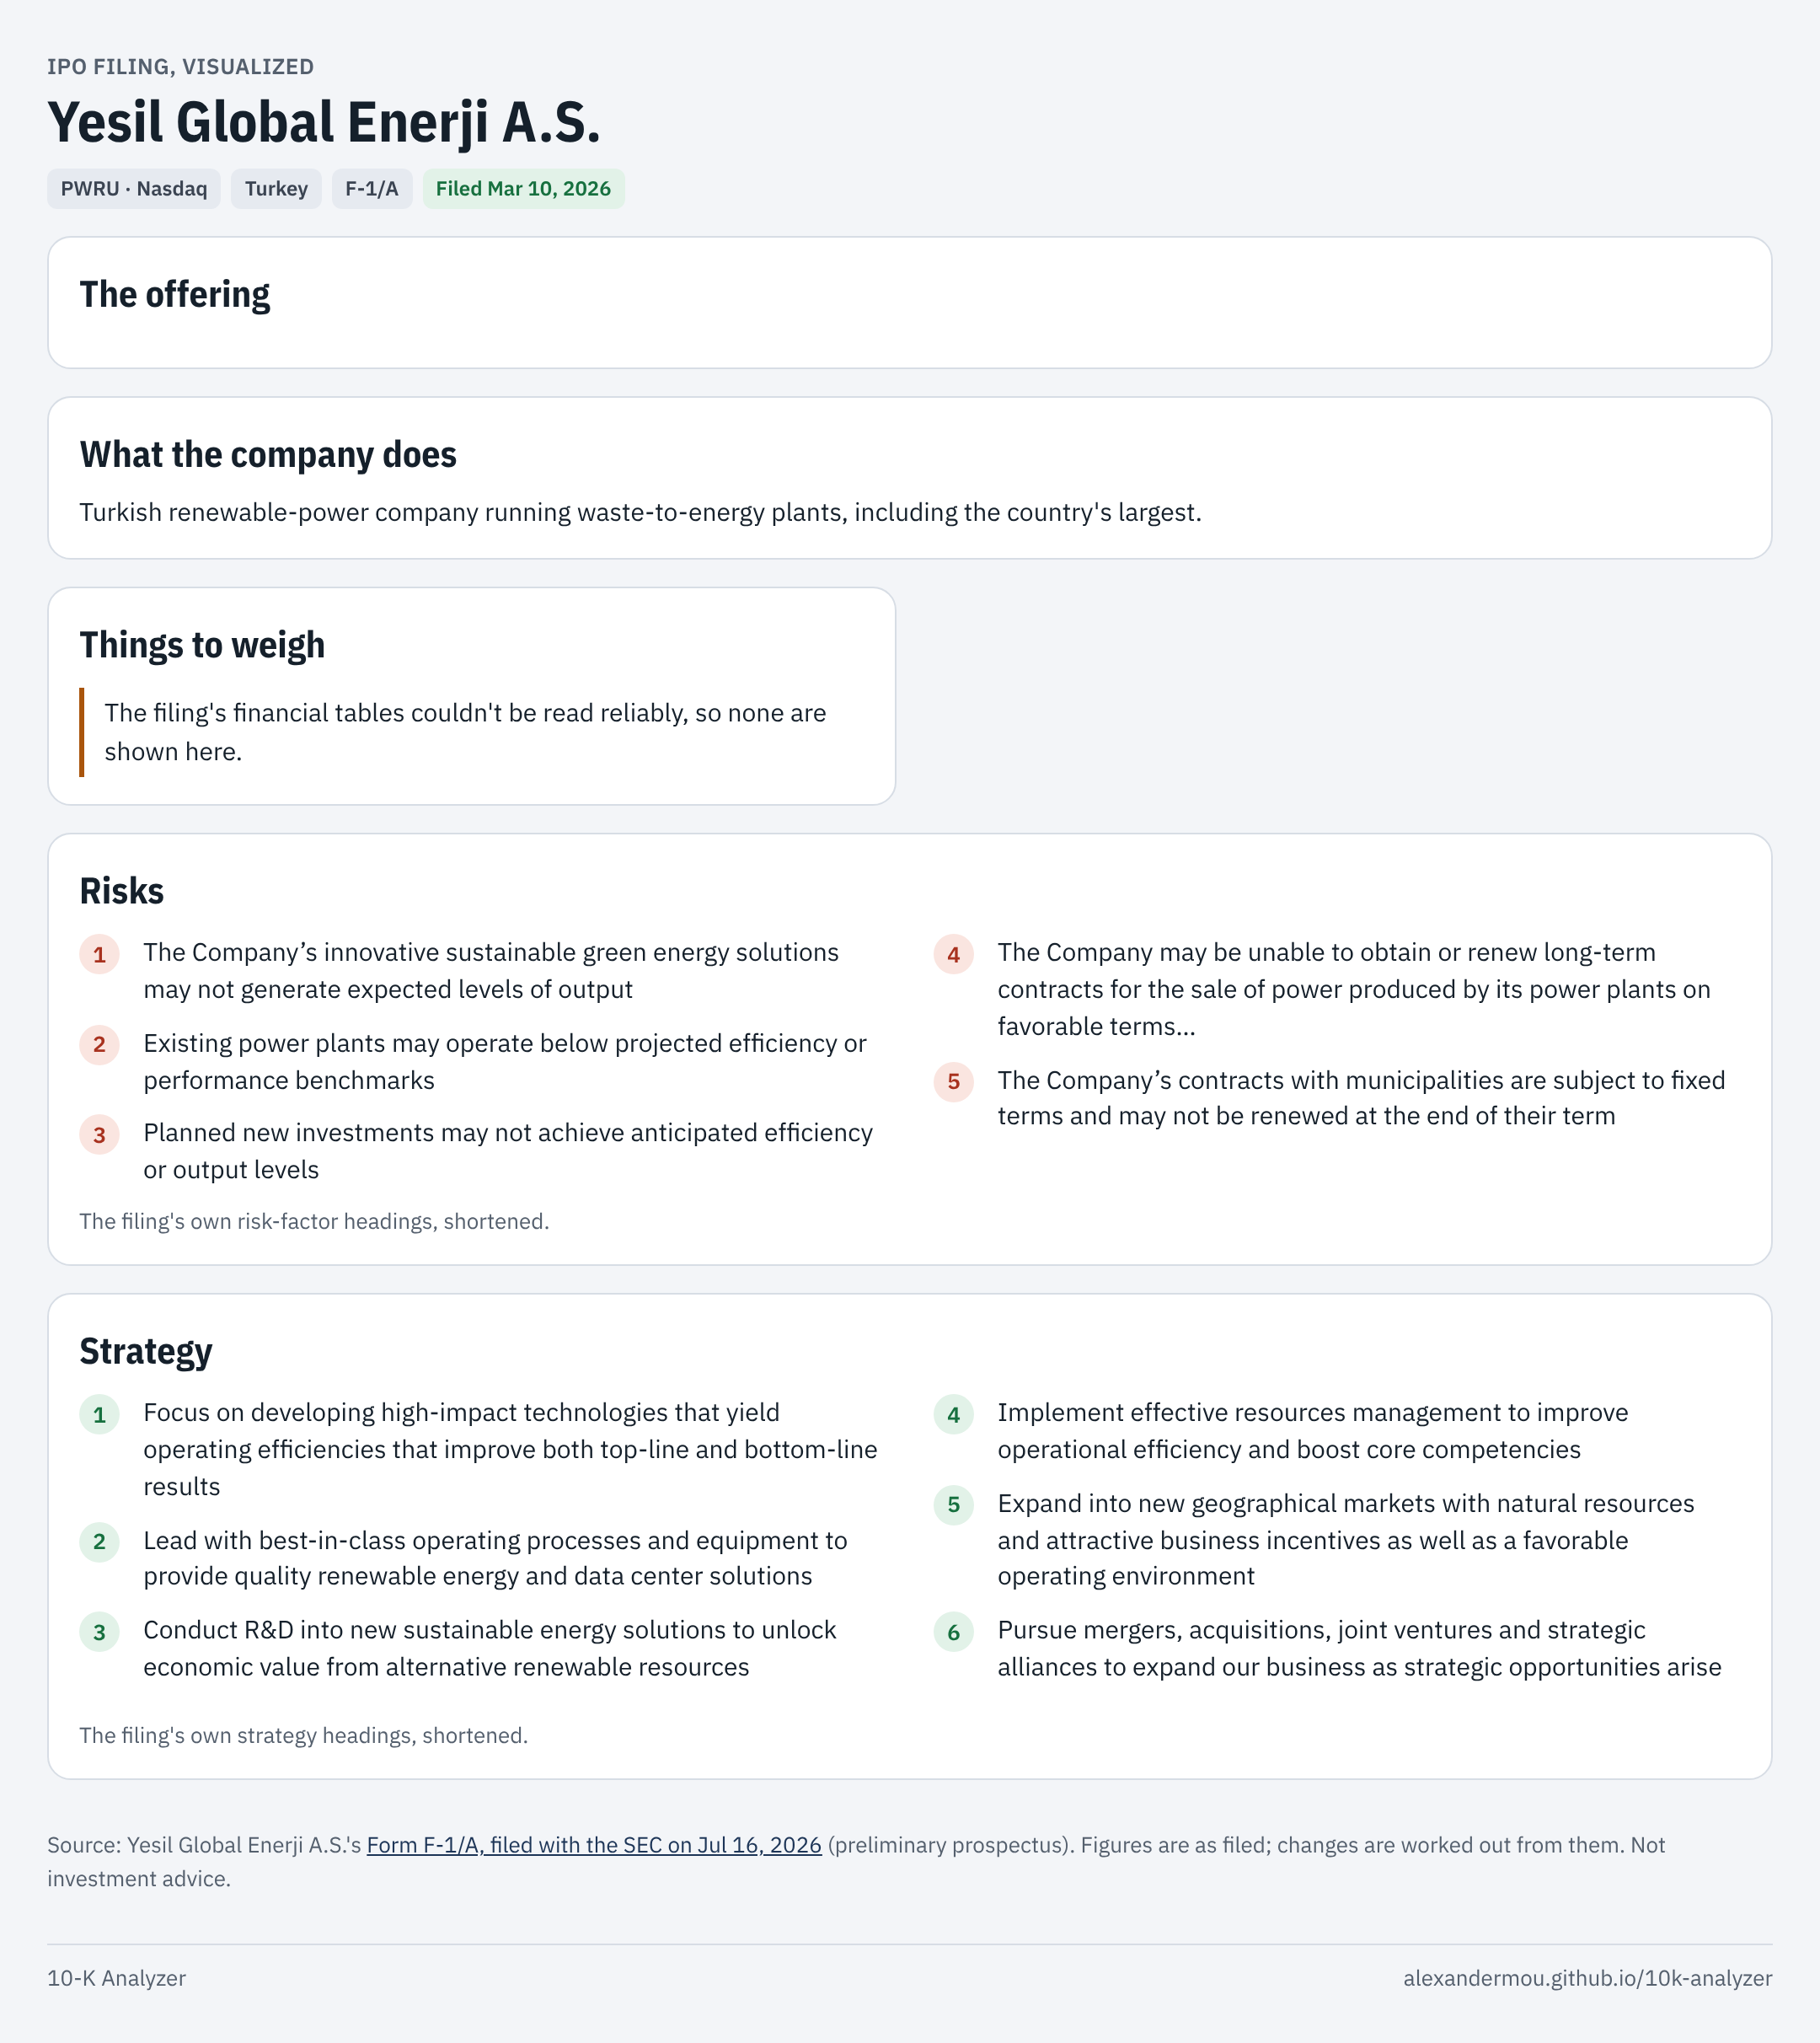 IPO FILING, VISUALIZED
Yesil Global Enerji A.S.
PWRU · Nasdaq
Turkey
F-1/A
Filed Mar 10, 2026
The offering
What the company does
Turkish renewable-power company running waste-to-energy plants, including the country's largest.
Things to weigh
The filing's financial tables couldn't be read reliably, so none are
shown here.
Risks
1
The Company’s innovative sustainable green energy solutions
may not generate expected levels of output
2
Existing power plants may operate below projected efficiency or
performance benchmarks
3
Planned new investments may not achieve anticipated efficiency
or output levels
4
The Company may be unable to obtain or renew long-term
contracts for the sale of power produced by its power plants on
favorable terms…
5
The Company’s contracts with municipalities are subject to fixed
terms and may not be renewed at the end of their term
The filing's own risk-factor headings, shortened.
Strategy
1
Focus on developing high-impact technologies that yield
operating efficiencies that improve both top-line and bottom-line
results
2
Lead with best-in-class operating processes and equipment to
provide quality renewable energy and data center solutions
3
Conduct R&D into new sustainable energy solutions to unlock
economic value from alternative renewable resources
4
Implement effective resources management to improve
operational efficiency and boost core competencies
5
Expand into new geographical markets with natural resources
and attractive business incentives as well as a favorable
operating environment
6
Pursue mergers, acquisitions, joint ventures and strategic
alliances to expand our business as strategic opportunities arise
The filing's own strategy headings, shortened.
Source: Yesil Global Enerji A.S.'s Form F-1/A, filed with the SEC on Jul 16, 2026 (preliminary prospectus). Figures are as filed; changes are worked out from them. Not
investment advice.
10-K Analyzer
alexandermou.github.io/10k-analyzer